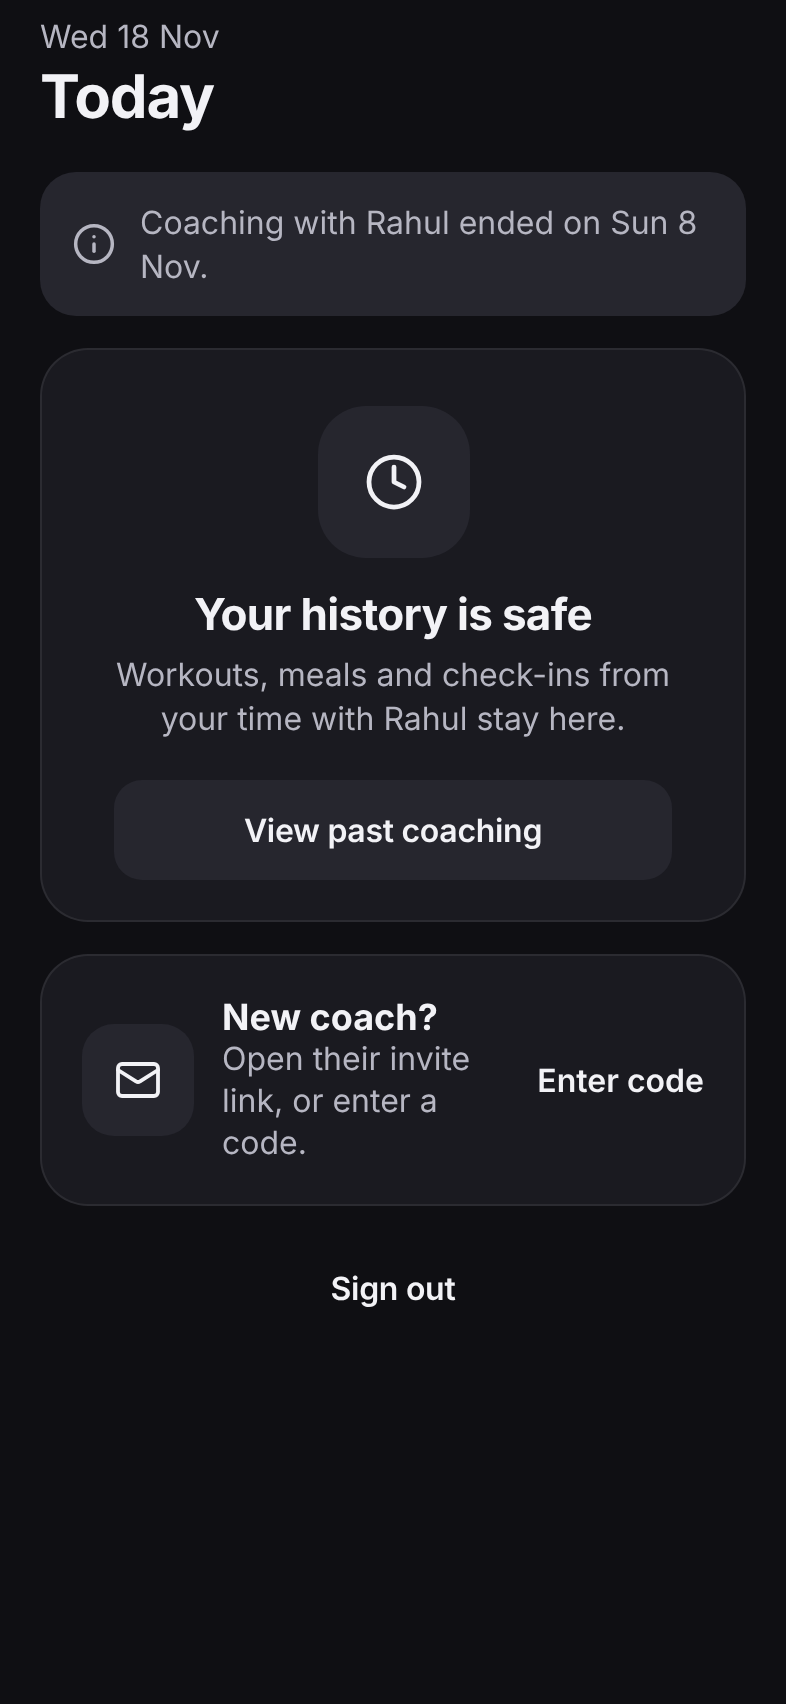 Wed 18 Nov
Today
Coaching with Rahul ended on Sun 8
Nov.
Your history is safe
Workouts, meals and check-ins from
your time with Rahul stay here.
View past coaching
New coach?
Open their invite
link, or enter a
code.
Enter code
Sign out